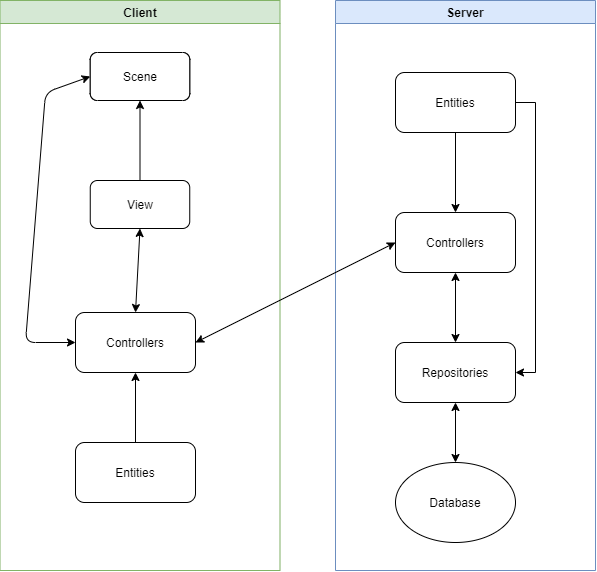 Client
Scene
View
Controllers
Entities
Server
Entities
Controllers
Repositories
Database